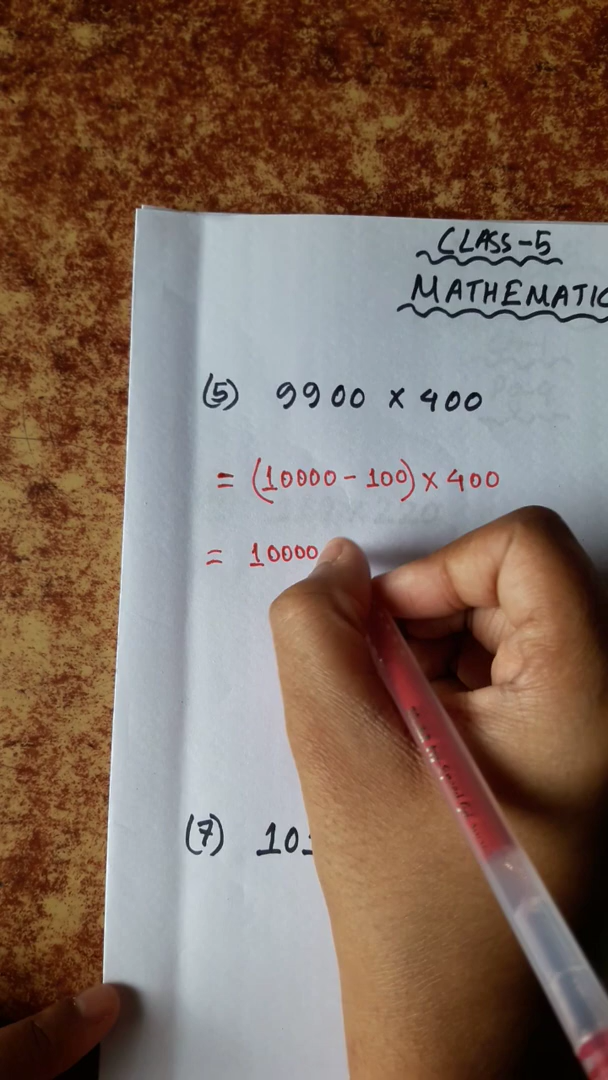 CLASS-5
MATHEMATIC
(5) 9900 × 400
= (10000 - 100) × 400
= 10000
(7) 10